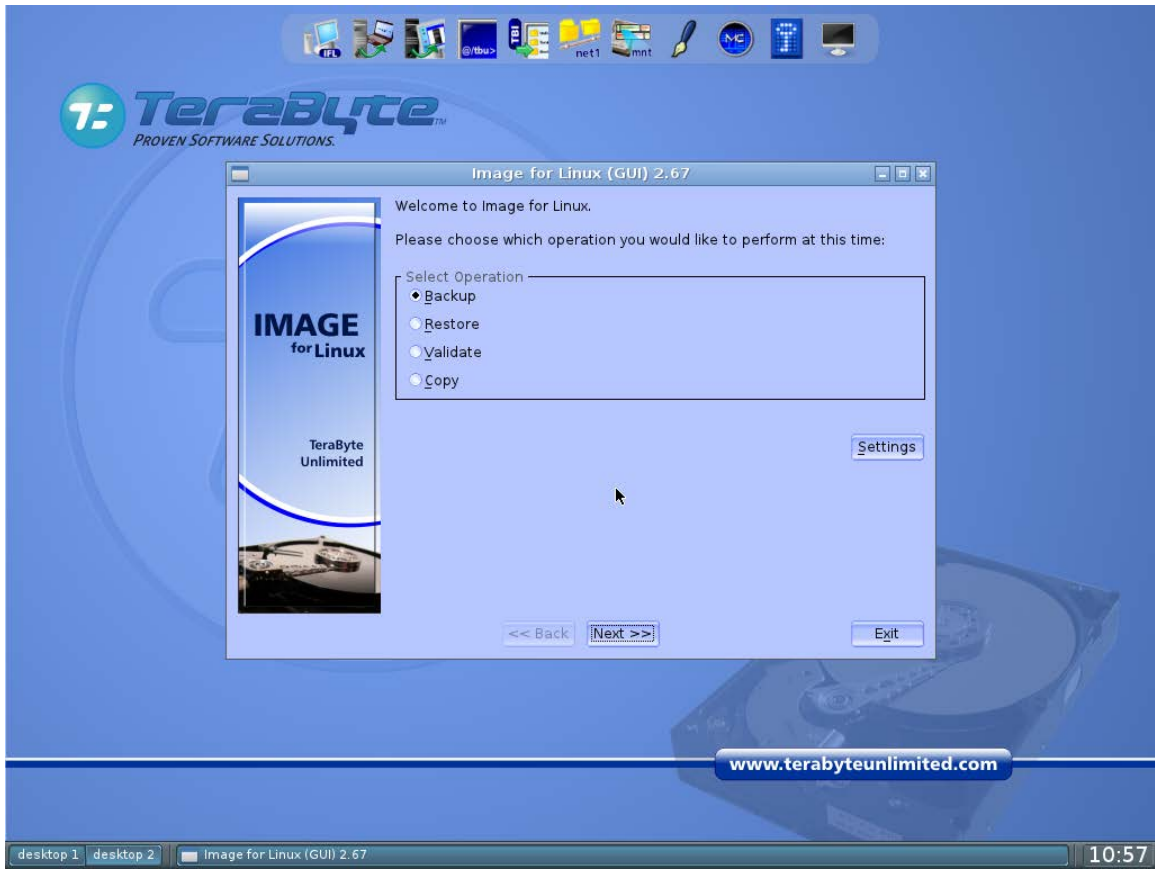 IFL
@/tbu>
TBI
net1
mnt
MC
T
TeraByte™
PROVEN SOFTWARE SOLUTIONS.
Image for Linux (GUI) 2.67
Welcome to Image for Linux.
Please choose which operation you would like to perform at this time:
Select Operation
Backup
Restore
Validate
Copy
IMAGE
for Linux
TeraByte
Unlimited
Settings
<< Back
Next >>
Exit
www.terabyteunlimited.com
desktop 1
desktop 2
Image for Linux (GUI) 2.67
10:57